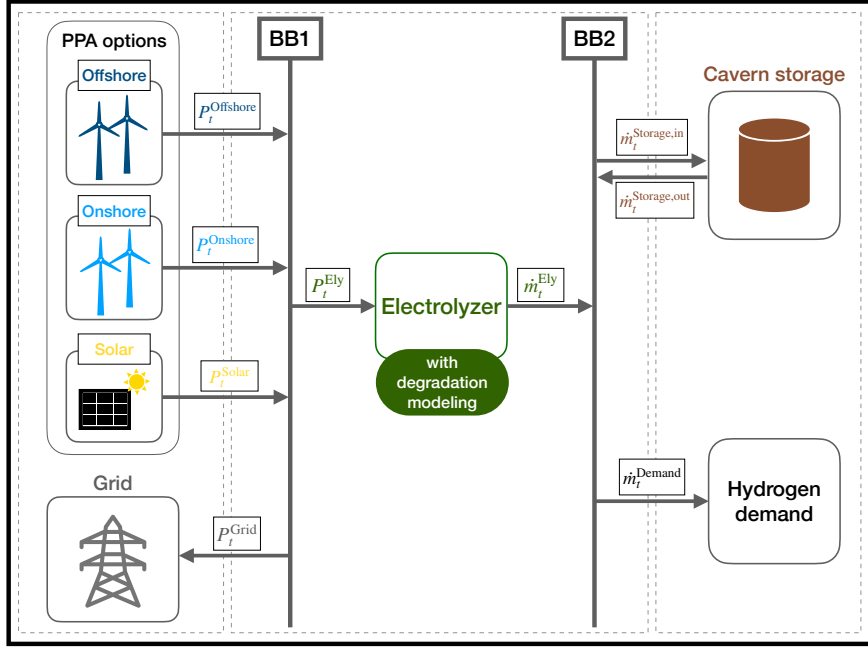 PPA options
BB1
BB2
Offshore
P_t^Offshore
Cavern storage
ṁ_t^Storage,in
ṁ_t^Storage,out
Onshore
P_t^Onshore
P_t^Ely
Electrolyzer
ṁ_t^Ely
with
degradation
modeling
Solar
P_t^Solar
Grid
P_t^Grid
ṁ_t^Demand
Hydrogen
demand